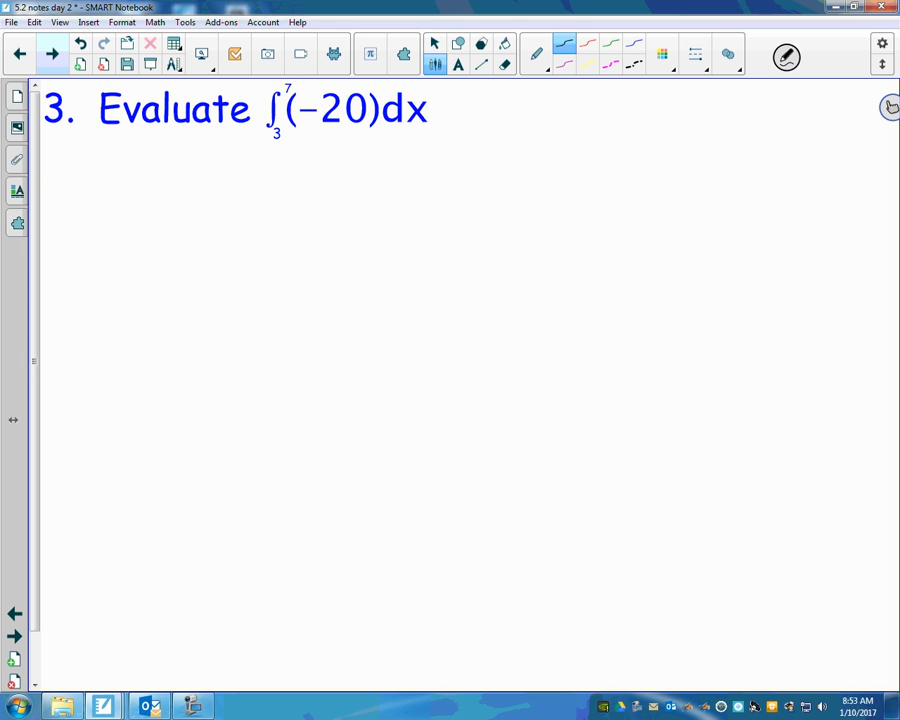 5.2 notes day 2 * - SMART Notebook
File Edit View Insert Format Math Tools Add-ons Account Help
3. Evaluate ∫₃⁷(−20)dx
8:53 AM
1/10/2017